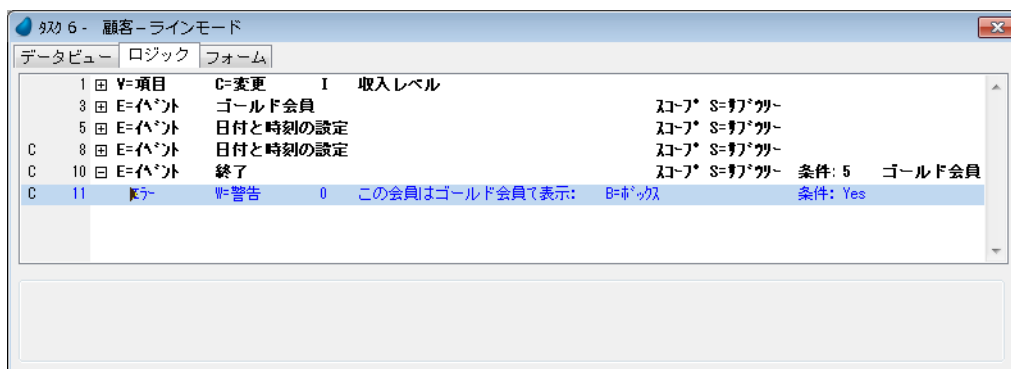 ﾀｽｸ 6 - 顧客－ラインモード
データビュー ロジック フォーム
1 V=項目 C=変更 I 収入レベル
3 E=ｲﾍﾞﾝﾄ ゴールド会員 ｽｺｰﾌﾟ S=ｻﾌﾞﾂﾘｰ
5 E=ｲﾍﾞﾝﾄ 日付と時刻の設定 ｽｺｰﾌﾟ S=ｻﾌﾞﾂﾘｰ
C 8 E=ｲﾍﾞﾝﾄ 日付と時刻の設定 ｽｺｰﾌﾟ S=ｻﾌﾞﾂﾘｰ
C 10 E=ｲﾍﾞﾝﾄ 終了 ｽｺｰﾌﾟ S=ｻﾌﾞﾂﾘｰ 条件: 5 ゴールド会員
C 11 ｴﾗｰ W=警告 0 この会員はゴールド会員て表示: B=ﾎﾞｯｸｽ 条件: Yes